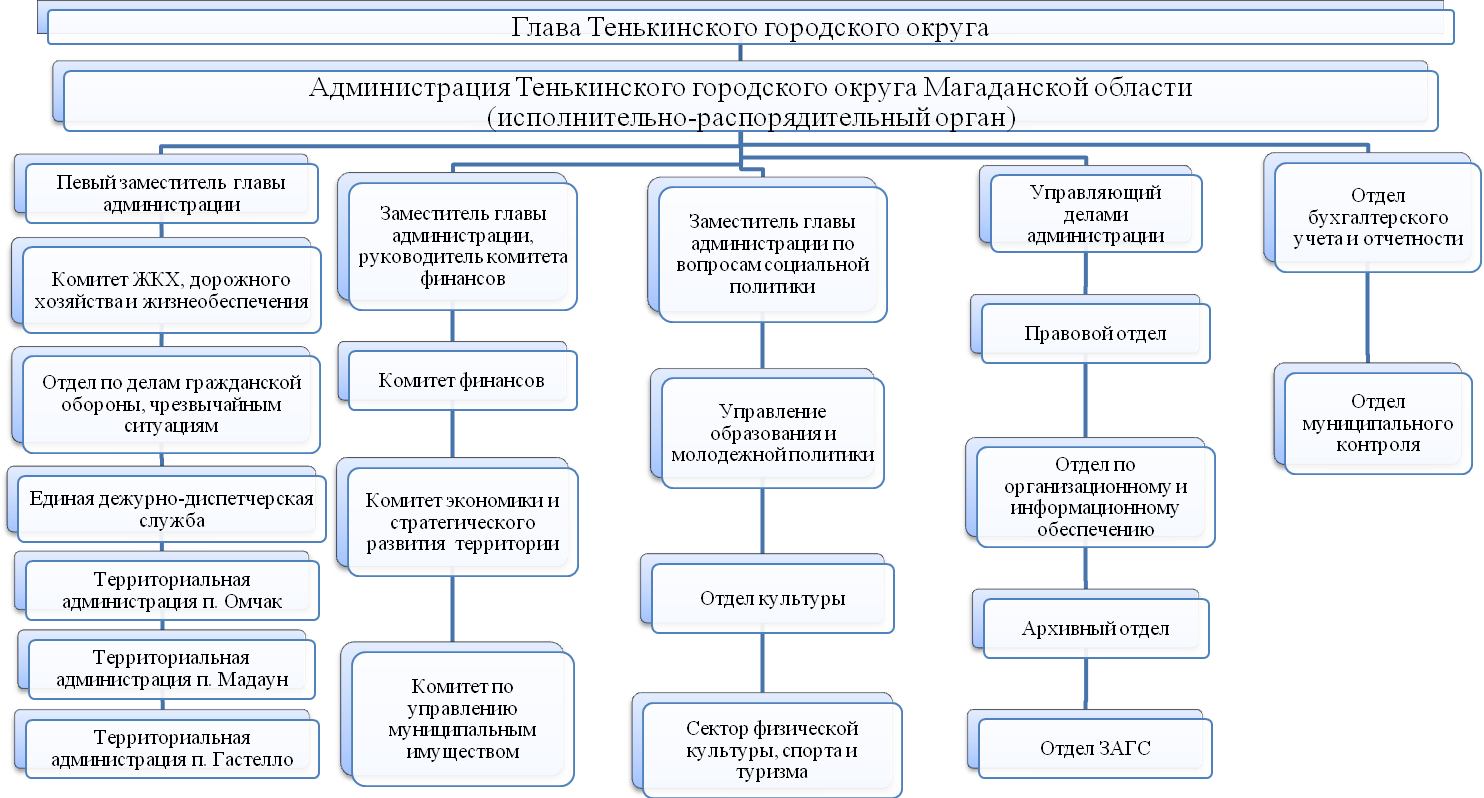 Глава Тенькинского городского округа
Администрация Тенькинского городского округа Магаданской области
(исполнительно-распорядительный орган)
Певый заместитель главы
администрации
Комитет ЖКХ, дорожного
хозяйства и жизнеобеспечения
Отдел по делам гражданской
обороны, чрезвычайным
ситуациям
Единая дежурно-диспетчерская
служба
Территориальная
администрация п. Омчак
Территориальная
администрация п. Мадаун
Территориальная
администрация п. Гастелло
Заместитель главы
администрации,
руководитель комитета
финансов
Комитет финансов
Комитет экономики и
стратегического
развития территории
Комитет по
управлению
муниципальным
имуществом
Заместитель главы
администрации по
вопросам социальной
политики
Управление
образования и
молодежной политики
Отдел культуры
Сектор физической
культуры, спорта и
туризма
Управляющий
делами
администрации
Правовой отдел
Отдел по
организационному и
информационному
обеспечению
Архивный отдел
Отдел ЗАГС
Отдел
бухгалтерского
учета и отчетности
Отдел
муниципального
контроля